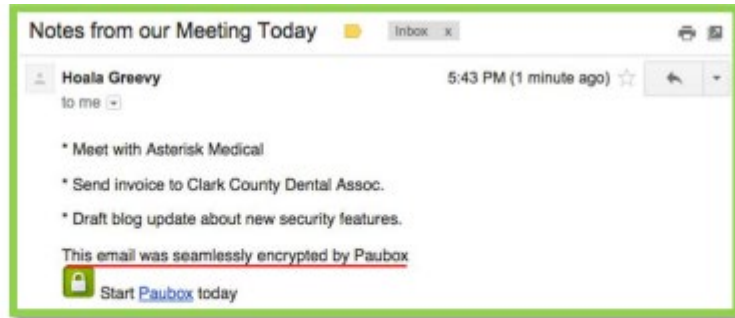 Notes from our Meeting Today Inbox x
Hoala Greevy 5:43 PM (1 minute ago)
to me
* Meet with Asterisk Medical
* Send invoice to Clark County Dental Assoc.
* Draft blog update about new security features.
This email was seamlessly encrypted by Paubox
Start Paubox today